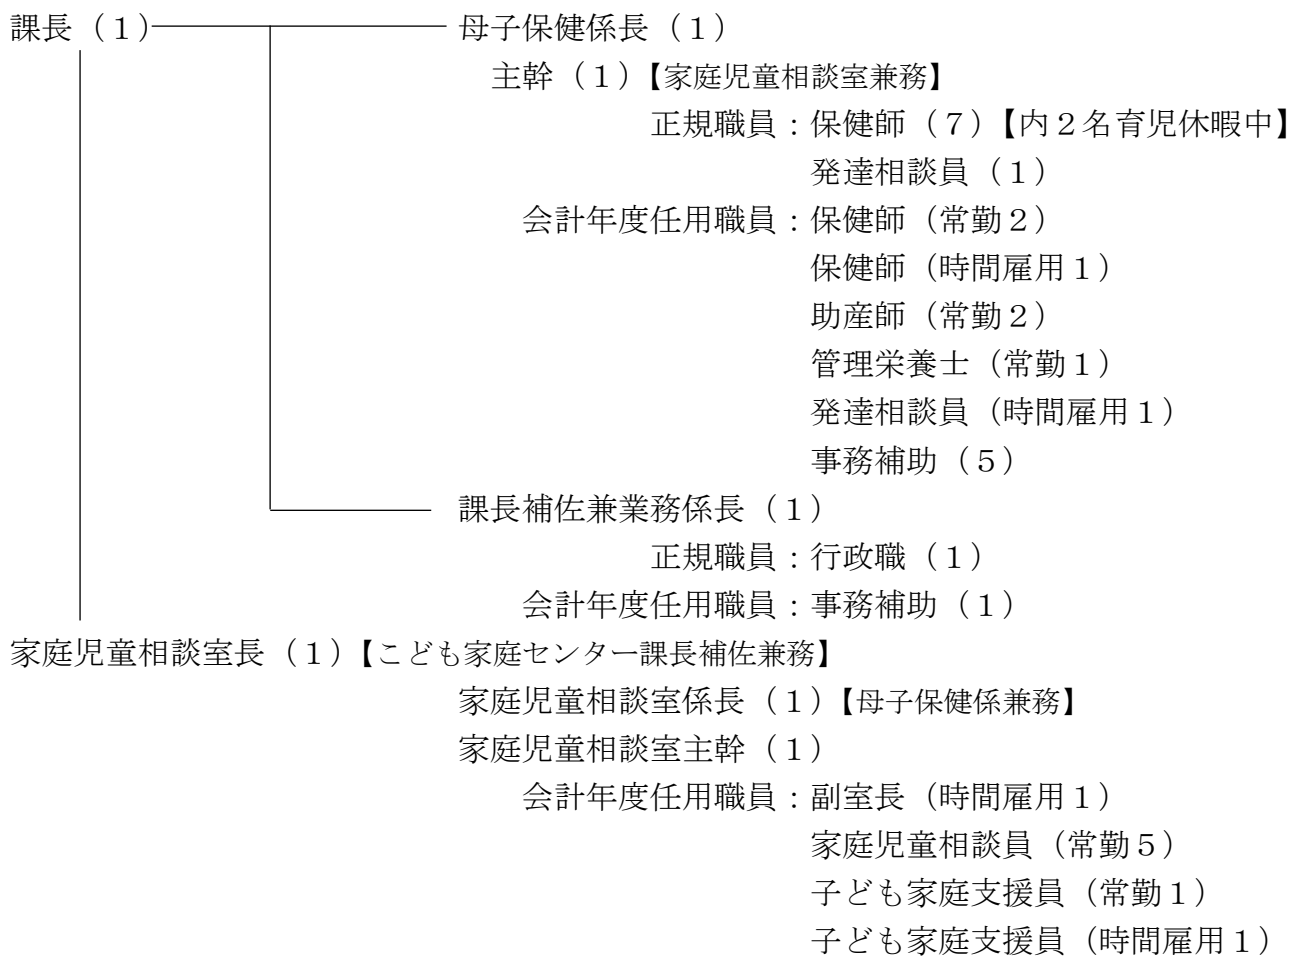 課長（１） 母子保健係長（１）
主幹（１）【家庭児童相談室兼務】
正規職員：保健師（７）【内２名育児休暇中】
発達相談員（１）
会計年度任用職員：保健師（常勤２）
保健師（時間雇用１）
助産師（常勤２）
管理栄養士（常勤１）
発達相談員（時間雇用１）
事務補助（５）
課長補佐兼業務係長（１）
正規職員：行政職（１）
会計年度任用職員：事務補助（１）
家庭児童相談室長（１）【こども家庭センター課長補佐兼務】
家庭児童相談室係長（１）【母子保健係兼務】
家庭児童相談室主幹（１）
会計年度任用職員：副室長（時間雇用１）
家庭児童相談員（常勤５）
子ども家庭支援員（常勤１）
子ども家庭支援員（時間雇用１）